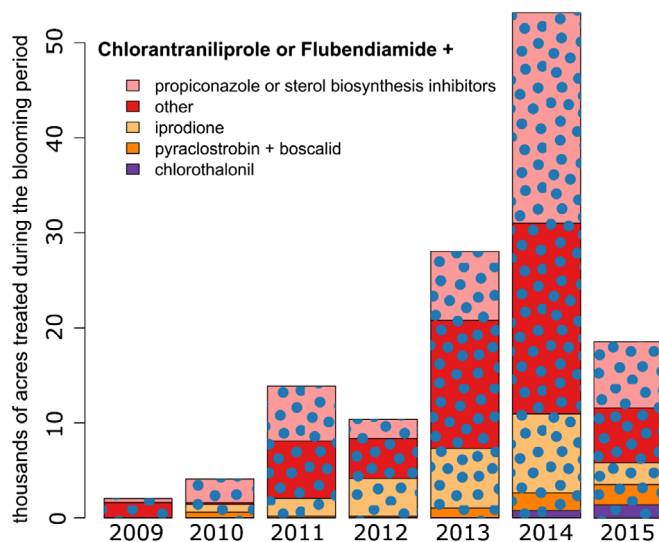 Chlorantraniliprole or Flubendiamide +
propiconazole or sterol biosynthesis inhibitors
other
iprodione
pyraclostrobin + boscalid
chlorothalonil
thousands of acres treated during the blooming period
50
40
30
20
10
0
2009 2010 2011 2012 2013 2014 2015